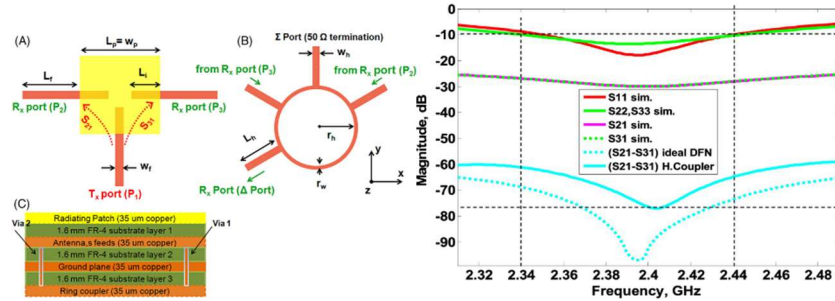 (A)
Lp= wp
Lf
Li
Rx port (P2)
Rx port (P3)
S21
S31
wf
Tx port (P1)
(B)
Σ Port (50 Ω termination)
wh
from Rx port (P3)
from Rx port (P2)
Lh
rh
rw
Rx Port (Δ Port)
y
x
z
(C)
Via 2
Via 1
Radiating Patch (35 um copper)
1.6 mm FR-4 substrate layer 1
Antenna,s feeds (35 um copper)
1.6 mm FR-4 substrate layer 2
Ground plane (35 um copper)
1.6 mm FR-4 substrate layer 3
Ring coupler (35 um copper)
Magnitude, dB
-10
-20
-30
-40
-50
-60
-70
-80
-90
S11 sim.
S22,S33 sim.
S21 sim.
S31 sim.
(S21-S31) ideal DFN
(S21-S31) H.Coupler
2.32 2.34 2.36 2.38 2.4 2.42 2.44 2.46 2.48
Frequency, GHz